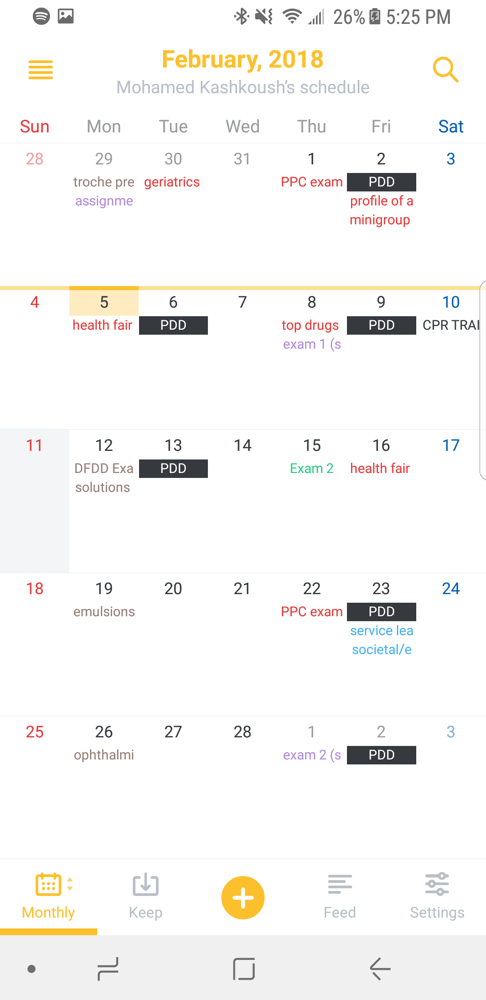 26% 5:25 PM
February, 2018
Mohamed Kashkoush's schedule
Sun Mon Tue Wed Thu Fri Sat
28 29 30 31 1 2 3
troche pre geriatrics PPC exam PDD
assignme profile of a
minigroup
4 5 6 7 8 9 10
health fair PDD top drugs PDD CPR TRAI
exam 1 (s
11 12 13 14 15 16 17
DFDD Exa PDD Exam 2 health fair
solutions
18 19 20 21 22 23 24
emulsions PPC exam PDD
service lea
societal/e
25 26 27 28 1 2 3
ophthalmi exam 2 (s PDD
Monthly Keep Feed Settings